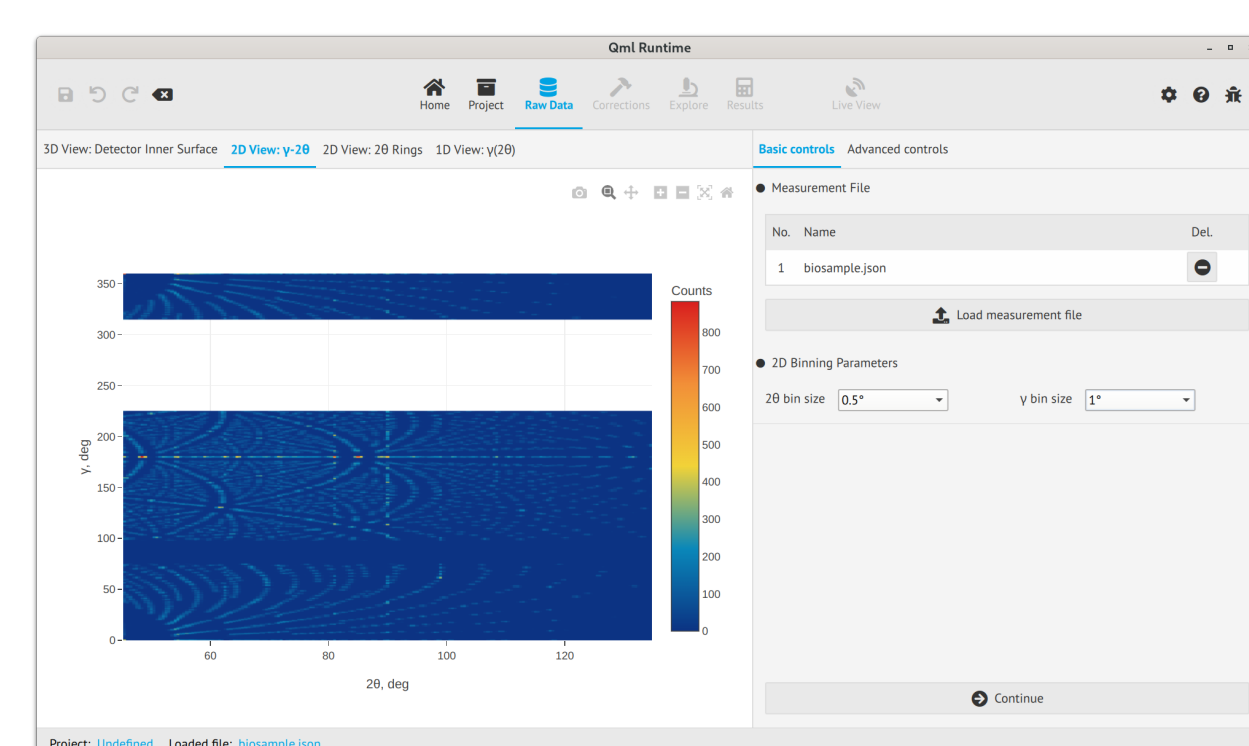 Qml Runtime
Home Project Raw Data Corrections Explore Results Live View
3D View: Detector Inner Surface 2D View: γ-2θ 2D View: 2θ Rings 1D View: γ(2θ)
Basic controls Advanced controls
Measurement File
No. Name Del.
1 biosample.json
Load measurement file
2D Binning Parameters
2θ bin size 0.5° γ bin size 1°
Continue
Counts
800
700
600
500
400
300
200
100
0
γ, deg
350
300
250
200
150
100
50
0
60 80 100 120
2θ, deg
Project: Undefined Loaded file: biosample.json